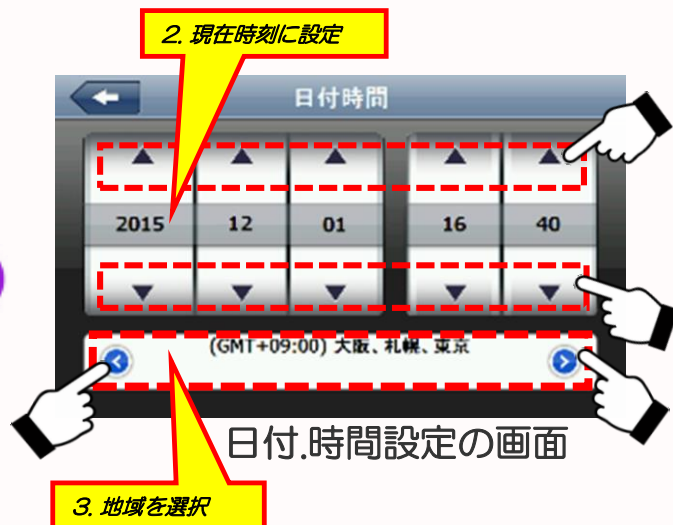 2. 現在時刻に設定
日付時間
2015 12 01 16 40
(GMT+09:00) 大阪、札幌、東京
日付.時間設定の画面
3. 地域を選択